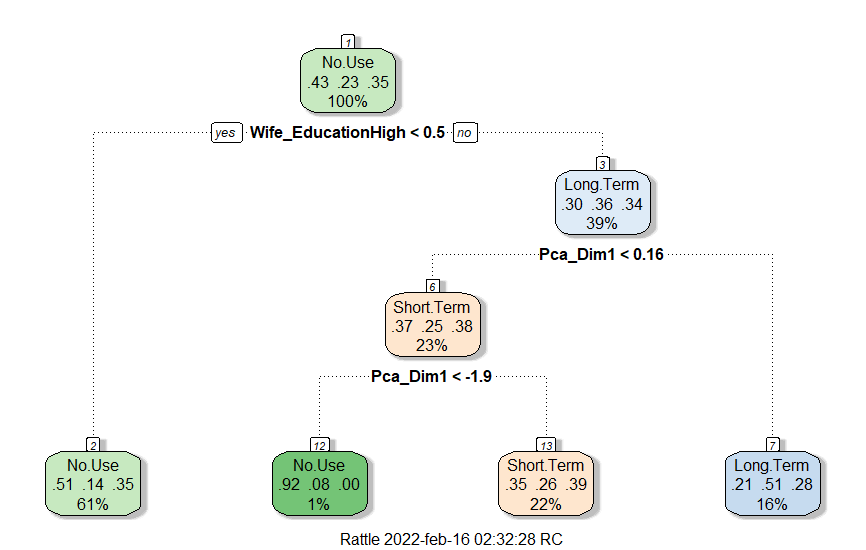 1
No.Use
.43 .23 .35
100%
yes Wife_EducationHigh < 0.5 no
3
Long.Term
.30 .36 .34
39%
Pca_Dim1 < 0.16
6
Short.Term
.37 .25 .38
23%
Pca_Dim1 < -1.9
2
No.Use
.51 .14 .35
61%
12
No.Use
.92 .08 .00
1%
13
Short.Term
.35 .26 .39
22%
7
Long.Term
.21 .51 .28
16%
Rattle 2022-feb-16 02:32:28 RC